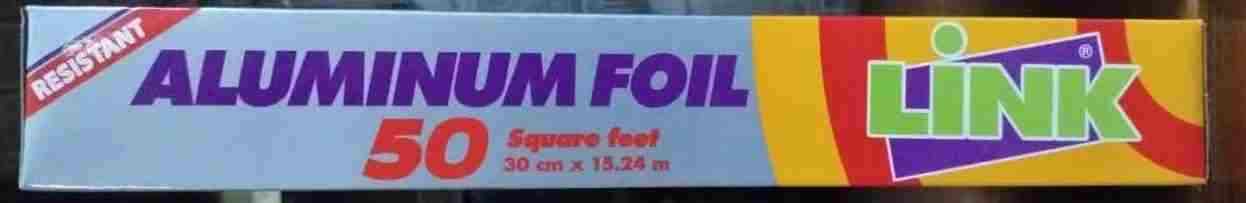 RESISTANT
ALUMINUM FOIL
50 Square feet
30 cm x 15.24 m
LiNK®